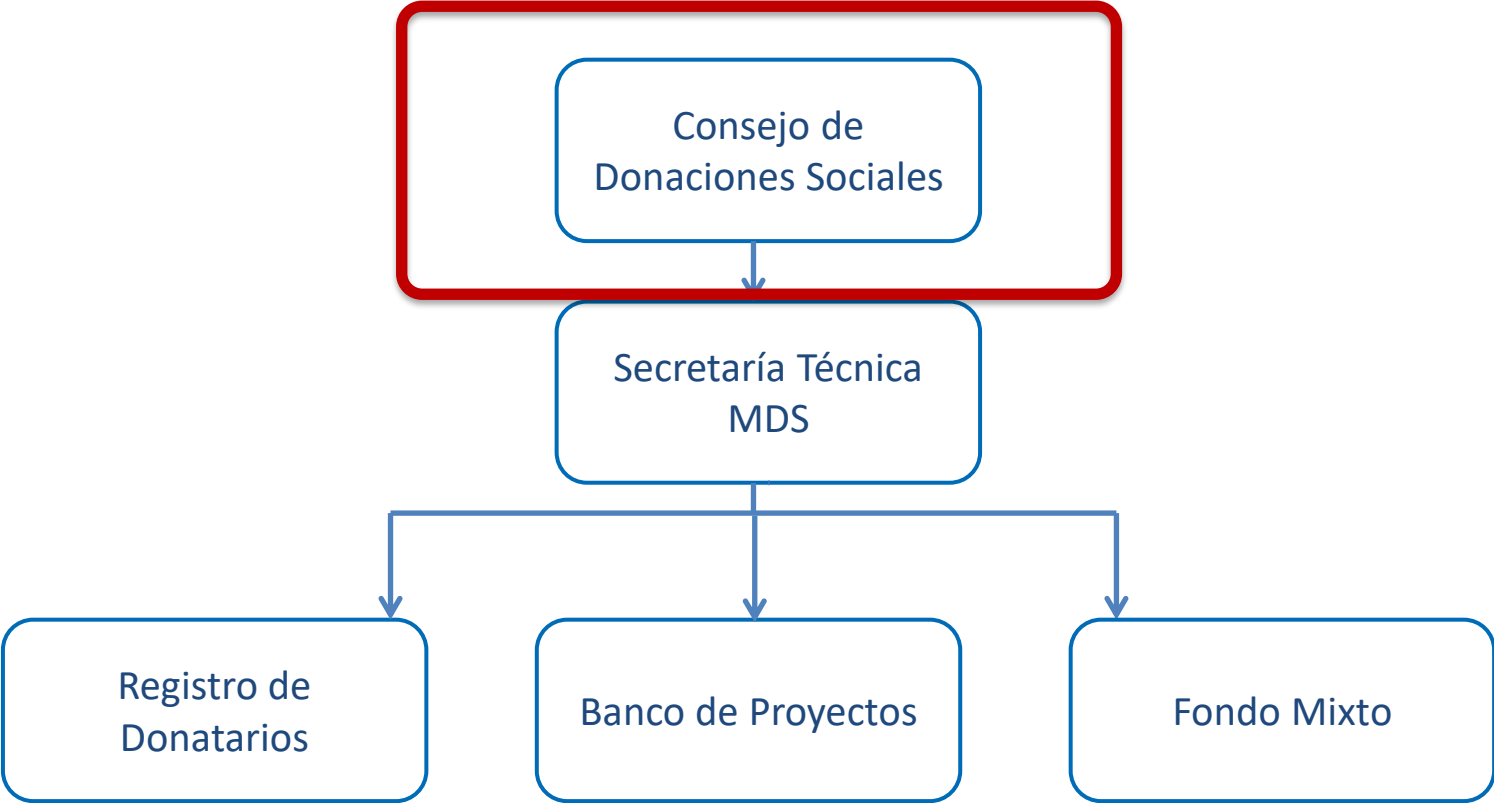 Consejo de
Donaciones Sociales
Secretaría Técnica
MDS
Registro de
Donatarios
Banco de Proyectos
Fondo Mixto